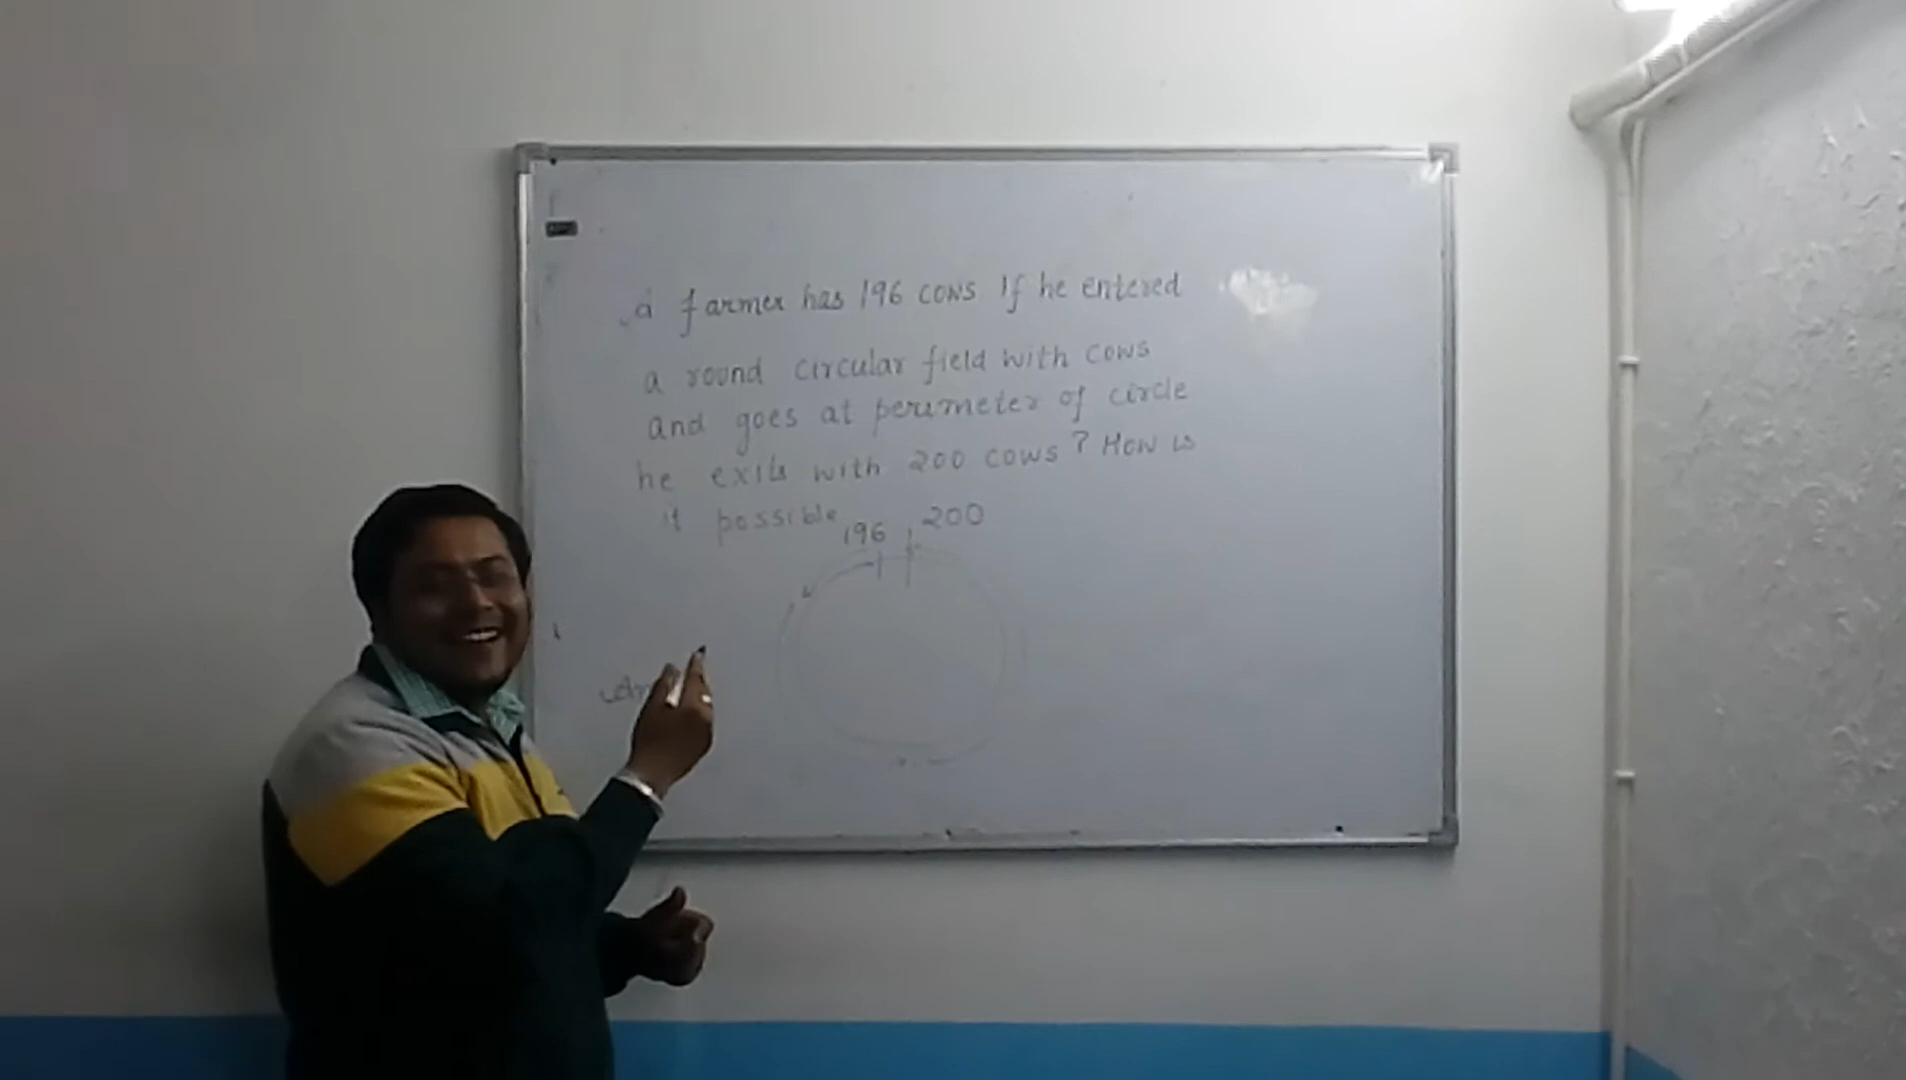 A farmer has 196 cows If he entered
a round circular field with cows
and goes at perimeter of circle
he exits with 200 cows ? How is
it possible
196 200